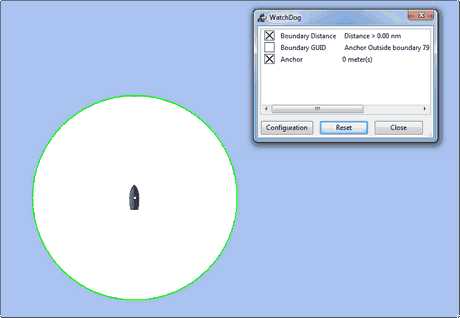 WatchDog
Boundary Distance Distance > 0.00 nm
Boundary GUID Anchor Outside boundary 79
Anchor 0 meter(s)
Configuration Reset Close